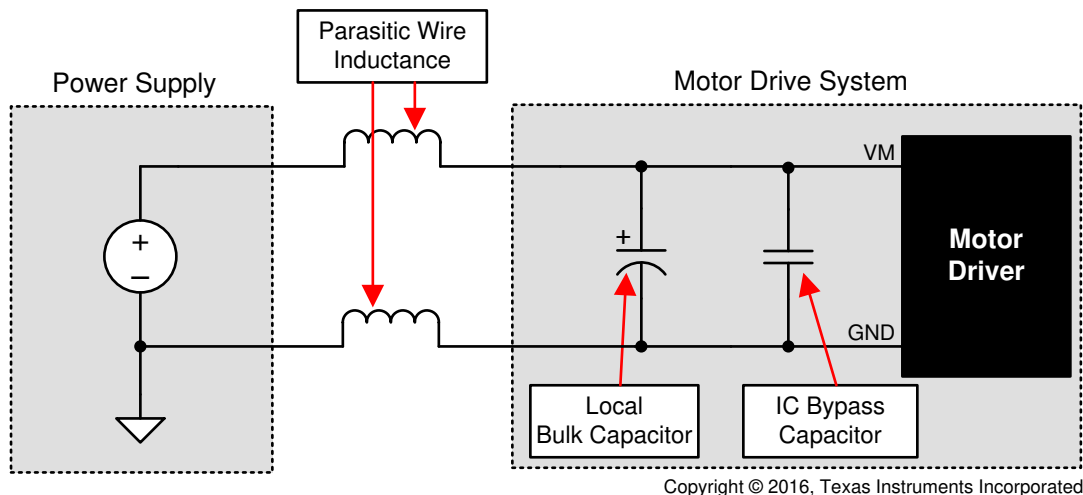 Parasitic Wire
Inductance
Power Supply
Motor Drive System
VM
+
–
+
Motor
Driver
GND
Local
Bulk Capacitor
IC Bypass
Capacitor
Copyright © 2016, Texas Instruments Incorporated